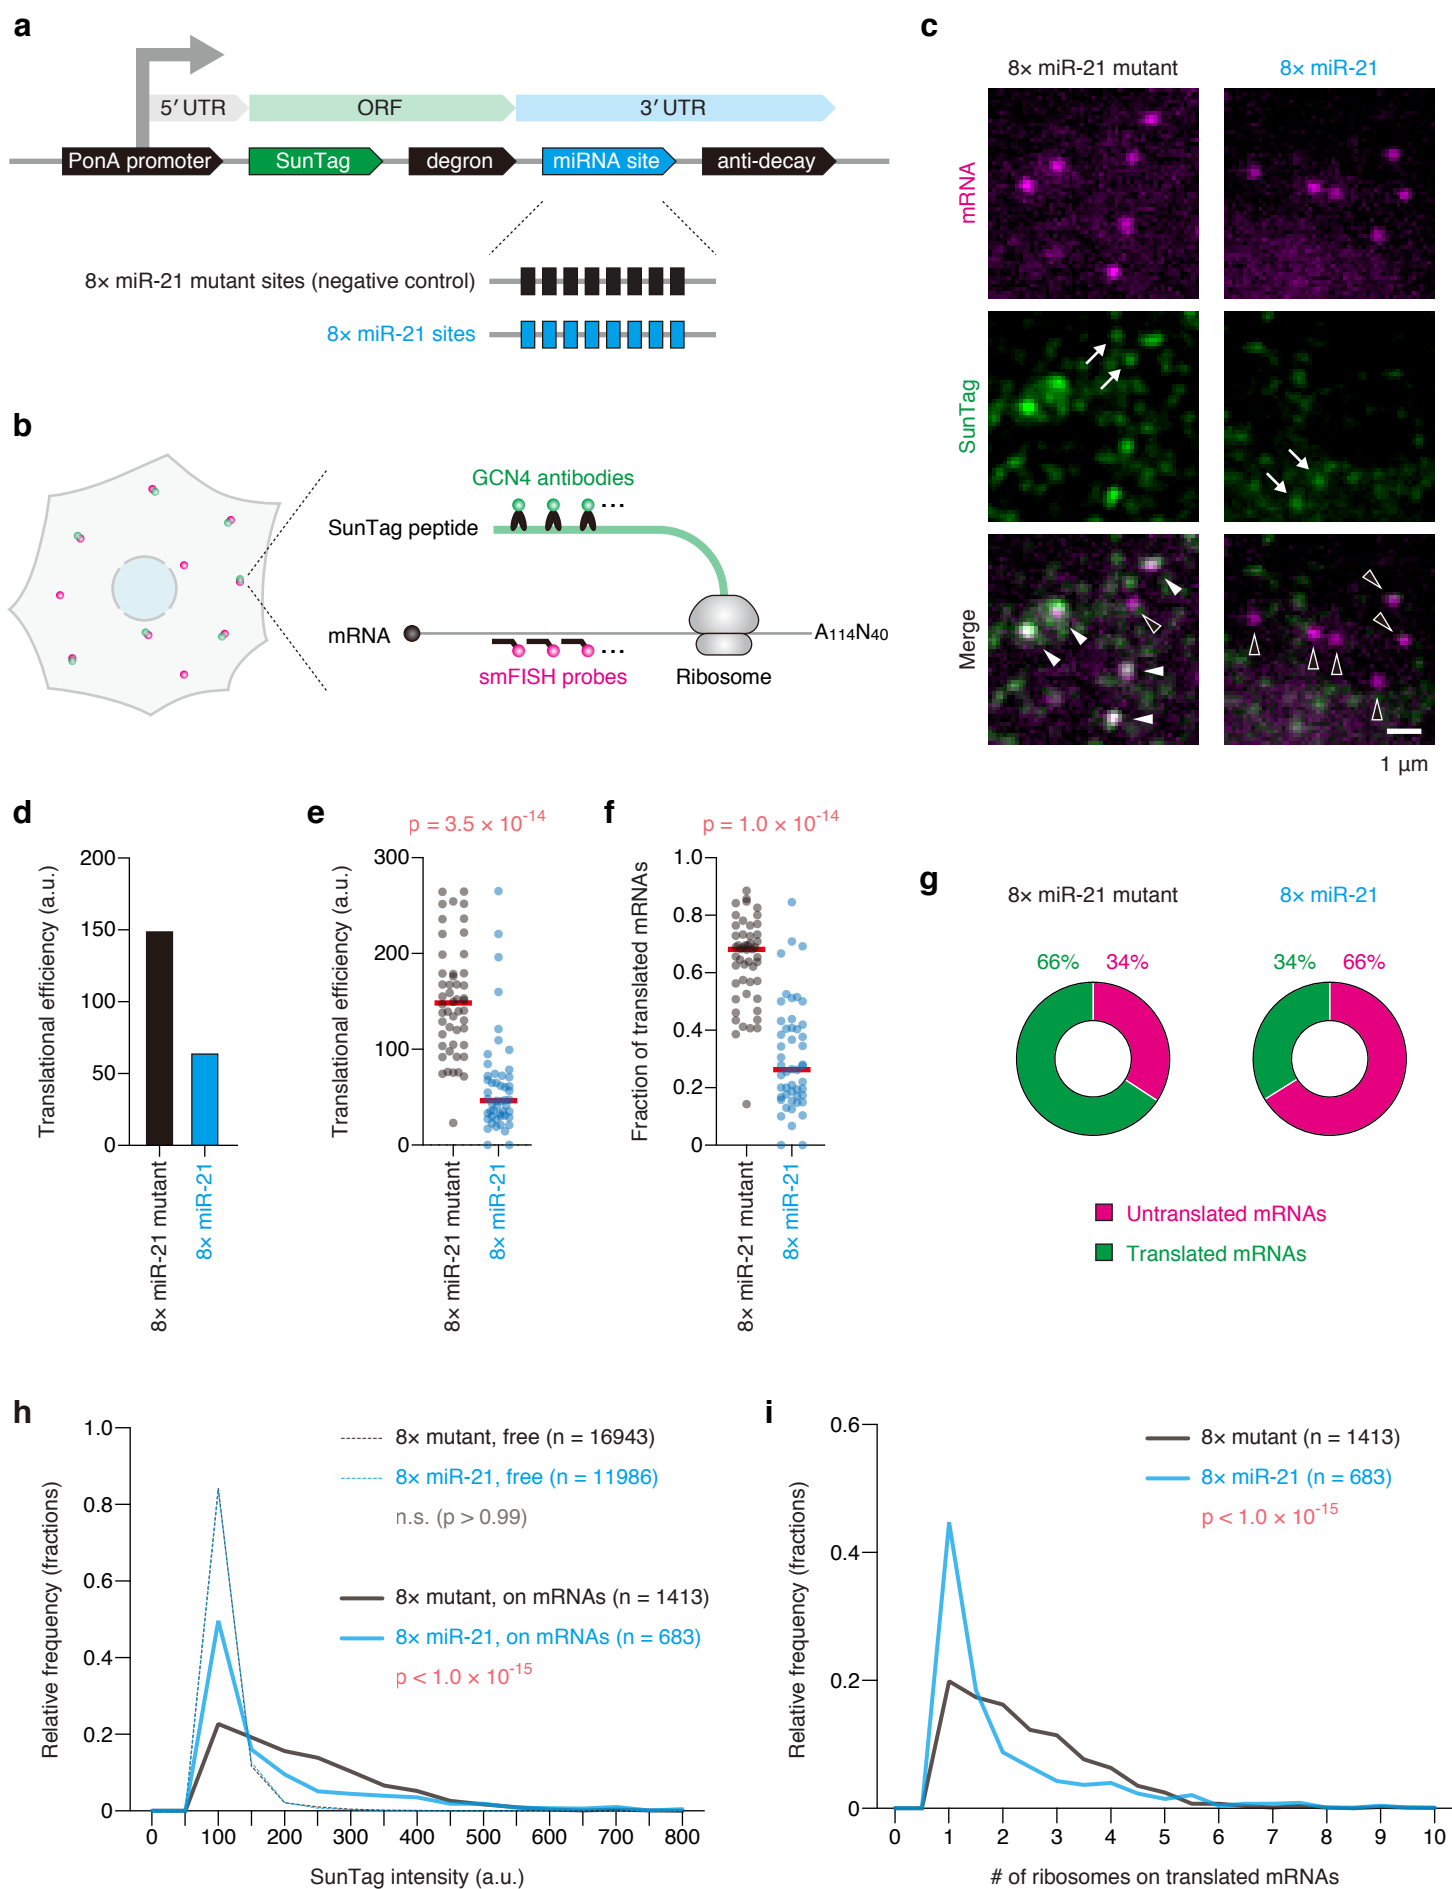 a
5′ UTR
ORF
3′ UTR
PonA promoter
SunTag
degron
miRNA site
anti-decay
8× miR-21 mutant sites (negative control)
8× miR-21 sites
b
GCN4 antibodies
SunTag peptide
mRNA
A114N40
smFISH probes
Ribosome
c
8× miR-21 mutant
8× miR-21
mRNA
SunTag
Merge
1 μm
d
Translational efficiency (a.u.)
200
150
100
50
0
8× miR-21 mutant
8× miR-21
e
p = 3.5 × 10-14
Translational efficiency (a.u.)
300
200
100
0
8× miR-21 mutant
8× miR-21
f
p = 1.0 × 10-14
Fraction of translated mRNAs
1.0
0.8
0.6
0.4
0.2
0
8× miR-21 mutant
8× miR-21
g
8× miR-21 mutant
8× miR-21
66%
34%
34%
66%
Untranslated mRNAs
Translated mRNAs
h
Relative frequency (fractions)
1.0
0.8
0.6
0.4
0.2
0
8× mutant, free (n = 16943)
8× miR-21, free (n = 11986)
n.s. (p > 0.99)
8× mutant, on mRNAs (n = 1413)
8× miR-21, on mRNAs (n = 683)
p < 1.0 × 10-15
0 100 200 300 400 500 600 700 800
SunTag intensity (a.u.)
i
Relative frequency (fractions)
0.6
0.4
0.2
0
8× mutant (n = 1413)
8× miR-21 (n = 683)
p < 1.0 × 10-15
0 1 2 3 4 5 6 7 8 9 10
# of ribosomes on translated mRNAs